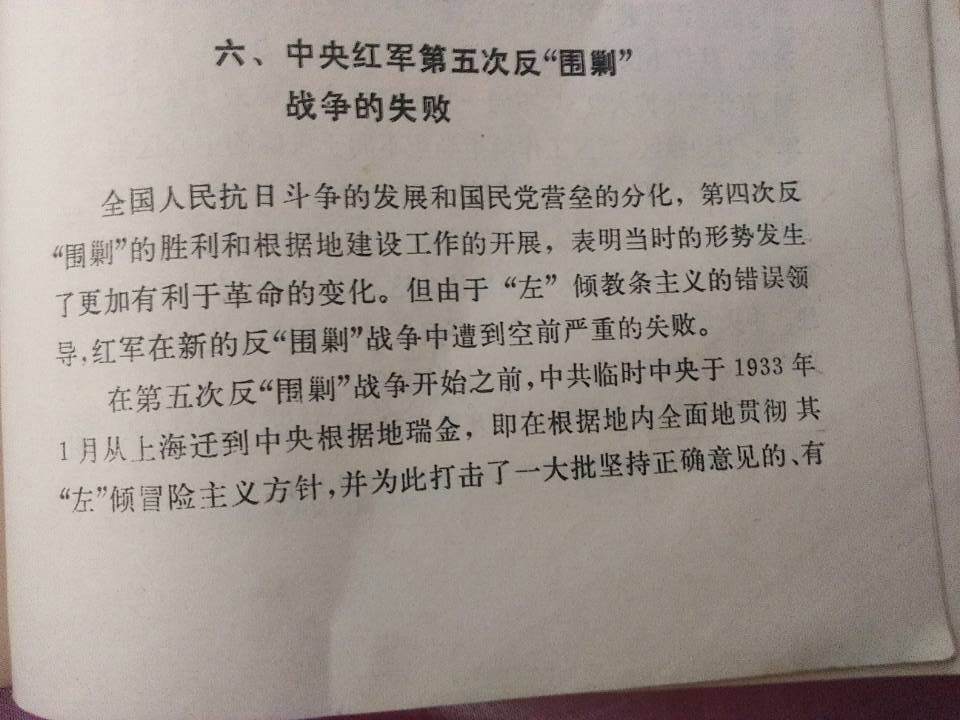 六、中央红军第五次反“围剿”
战争的失败
全国人民抗日斗争的发展和国民党营垒的分化，第四次反
“围剿”的胜利和根据地建设工作的开展，表明当时的形势发生
了更加有利于革命的变化。但由于“左”倾教条主义的错误领
导，红军在新的反“围剿”战争中遭到空前严重的失败。
在第五次反“围剿”战争开始之前，中共临时中央于1933年
1月从上海迁到中央根据地瑞金，即在根据地内全面地贯彻其
“左”倾冒险主义方针，并为此打击了一大批坚持正确意见的、有